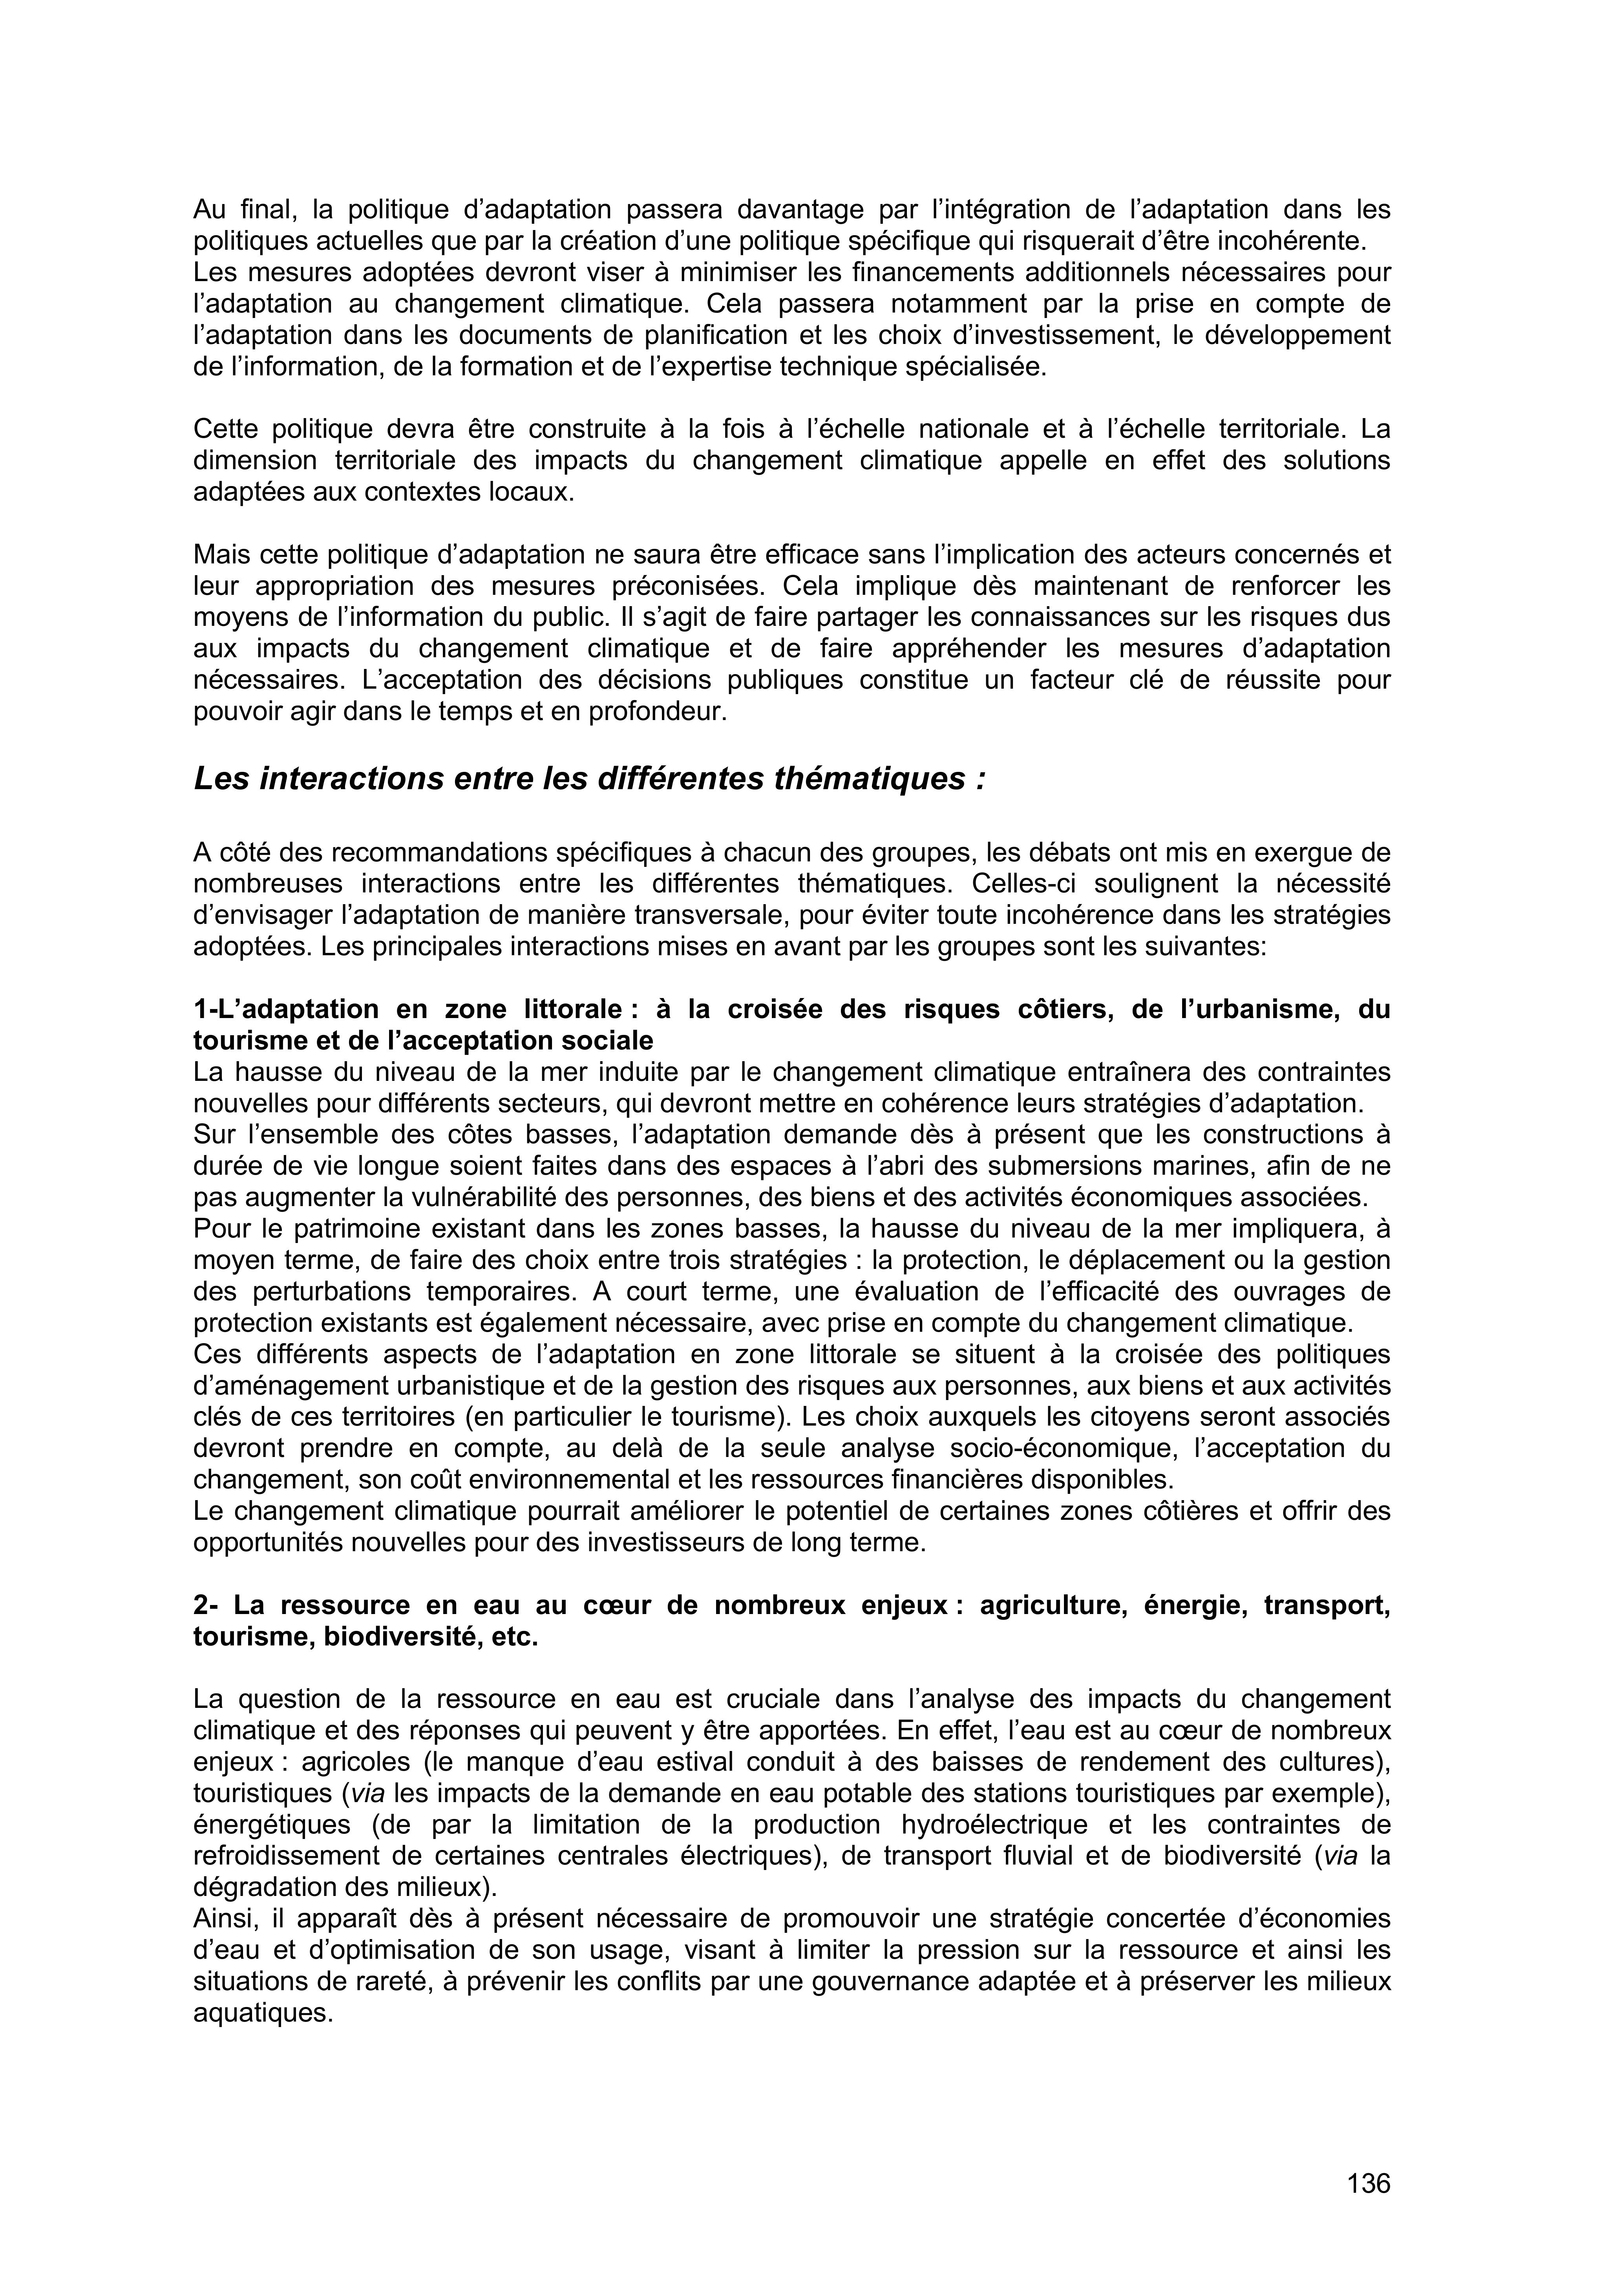 Au final, la politique d’adaptation passera davantage par l’intégration de l’adaptation dans les
politiques actuelles que par la création d’une politique spécifique qui risquerait d’être incohérente.
Les mesures adoptées devront viser à minimiser les financements additionnels nécessaires pour
l’adaptation au changement climatique. Cela passera notamment par la prise en compte de
l’adaptation dans les documents de planification et les choix d’investissement, le développement
de l’information, de la formation et de l’expertise technique spécialisée.
Cette politique devra être construite à la fois à l’échelle nationale et à l’échelle territoriale. La
dimension territoriale des impacts du changement climatique appelle en effet des solutions
adaptées aux contextes locaux.
Mais cette politique d’adaptation ne saura être efficace sans l’implication des acteurs concernés et
leur appropriation des mesures préconisées. Cela implique dès maintenant de renforcer les
moyens de l’information du public. Il s’agit de faire partager les connaissances sur les risques dus
aux impacts du changement climatique et de faire appréhender les mesures d’adaptation
nécessaires. L’acceptation des décisions publiques constitue un facteur clé de réussite pour
pouvoir agir dans le temps et en profondeur.
Les interactions entre les différentes thématiques :
A côté des recommandations spécifiques à chacun des groupes, les débats ont mis en exergue de
nombreuses interactions entre les différentes thématiques. Celles-ci soulignent la nécessité
d’envisager l’adaptation de manière transversale, pour éviter toute incohérence dans les stratégies
adoptées. Les principales interactions mises en avant par les groupes sont les suivantes:
1-L’adaptation en zone littorale : à la croisée des risques côtiers, de l’urbanisme, du
tourisme et de l’acceptation sociale
La hausse du niveau de la mer induite par le changement climatique entraînera des contraintes
nouvelles pour différents secteurs, qui devront mettre en cohérence leurs stratégies d’adaptation.
Sur l’ensemble des côtes basses, l’adaptation demande dès à présent que les constructions à
durée de vie longue soient faites dans des espaces à l’abri des submersions marines, afin de ne
pas augmenter la vulnérabilité des personnes, des biens et des activités économiques associées.
Pour le patrimoine existant dans les zones basses, la hausse du niveau de la mer impliquera, à
moyen terme, de faire des choix entre trois stratégies : la protection, le déplacement ou la gestion
des perturbations temporaires. A court terme, une évaluation de l’efficacité des ouvrages de
protection existants est également nécessaire, avec prise en compte du changement climatique.
Ces différents aspects de l’adaptation en zone littorale se situent à la croisée des politiques
d’aménagement urbanistique et de la gestion des risques aux personnes, aux biens et aux activités
clés de ces territoires (en particulier le tourisme). Les choix auxquels les citoyens seront associés
devront prendre en compte, au delà de la seule analyse socio-économique, l’acceptation du
changement, son coût environnemental et les ressources financières disponibles.
Le changement climatique pourrait améliorer le potentiel de certaines zones côtières et offrir des
opportunités nouvelles pour des investisseurs de long terme.
2- La ressource en eau au cœur de nombreux enjeux : agriculture, énergie, transport,
tourisme, biodiversité, etc.
La question de la ressource en eau est cruciale dans l’analyse des impacts du changement
climatique et des réponses qui peuvent y être apportées. En effet, l’eau est au cœur de nombreux
enjeux : agricoles (le manque d’eau estival conduit à des baisses de rendement des cultures),
touristiques (via les impacts de la demande en eau potable des stations touristiques par exemple),
énergétiques (de par la limitation de la production hydroélectrique et les contraintes de
refroidissement de certaines centrales électriques), de transport fluvial et de biodiversité (via la
dégradation des milieux).
Ainsi, il apparaît dès à présent nécessaire de promouvoir une stratégie concertée d’économies
d’eau et d’optimisation de son usage, visant à limiter la pression sur la ressource et ainsi les
situations de rareté, à prévenir les conflits par une gouvernance adaptée et à préserver les milieux
aquatiques.
136